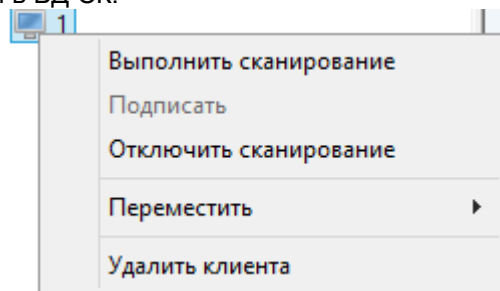 1
Выполнить сканирование
Подписать
Отключить сканирование
Переместить
Удалить клиента